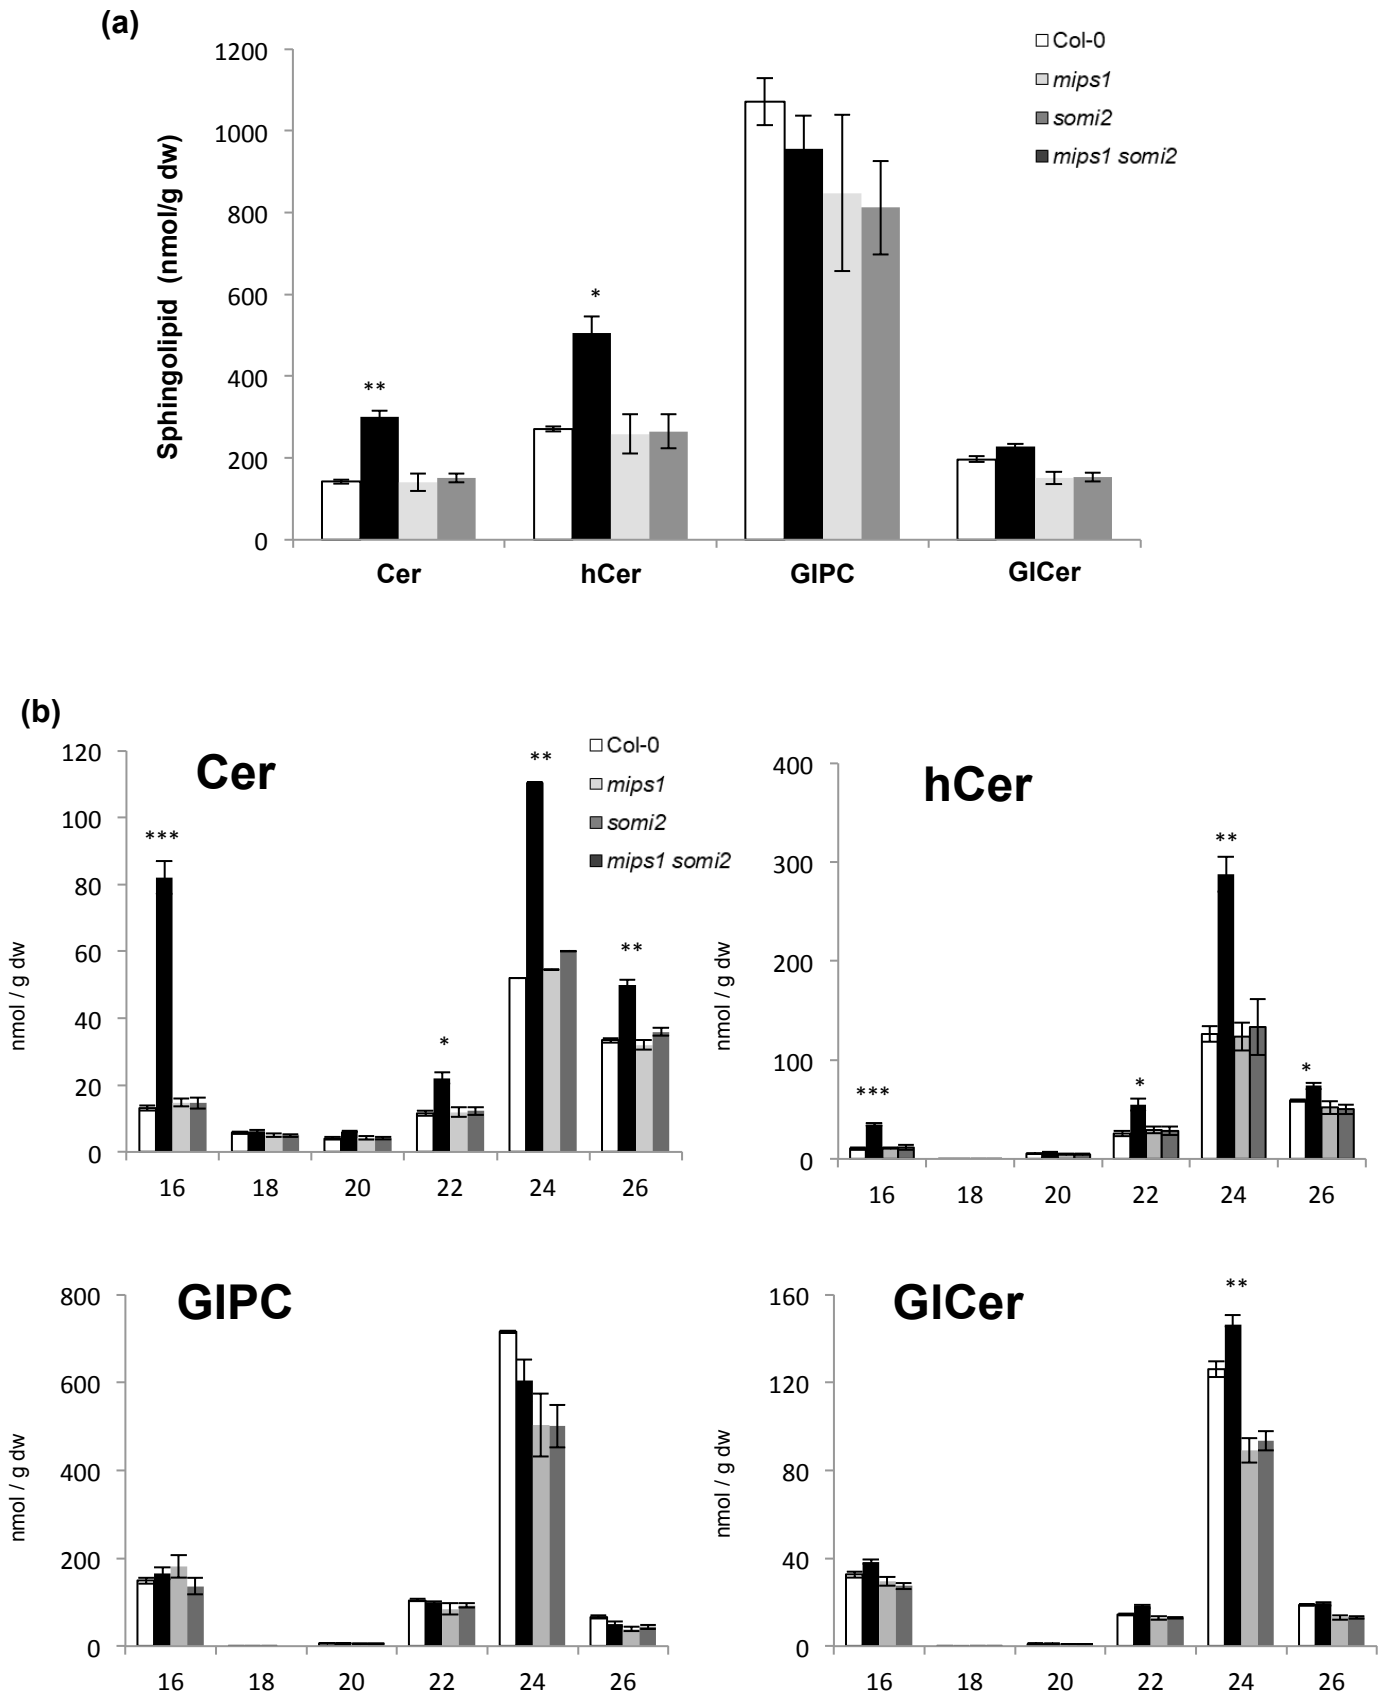 (a)
Sphingolipid (nmol/g dw)
1200
1000
800
600
400
200
0
Col-0
mips1
somi2
mips1 somi2
**
*
Cer
hCer
GIPC
GlCer
(b)
Cer
nmol / g dw
120
100
80
60
40
20
0
Col-0
mips1
somi2
mips1 somi2
***
*
**
**
16 18 20 22 24 26
hCer
nmol / g dw
400
300
200
100
0
***
*
**
*
16 18 20 22 24 26
GIPC
nmol / g dw
800
600
400
200
0
16 18 20 22 24 26
GlCer
nmol / g dw
160
120
80
40
0
**
16 18 20 22 24 26